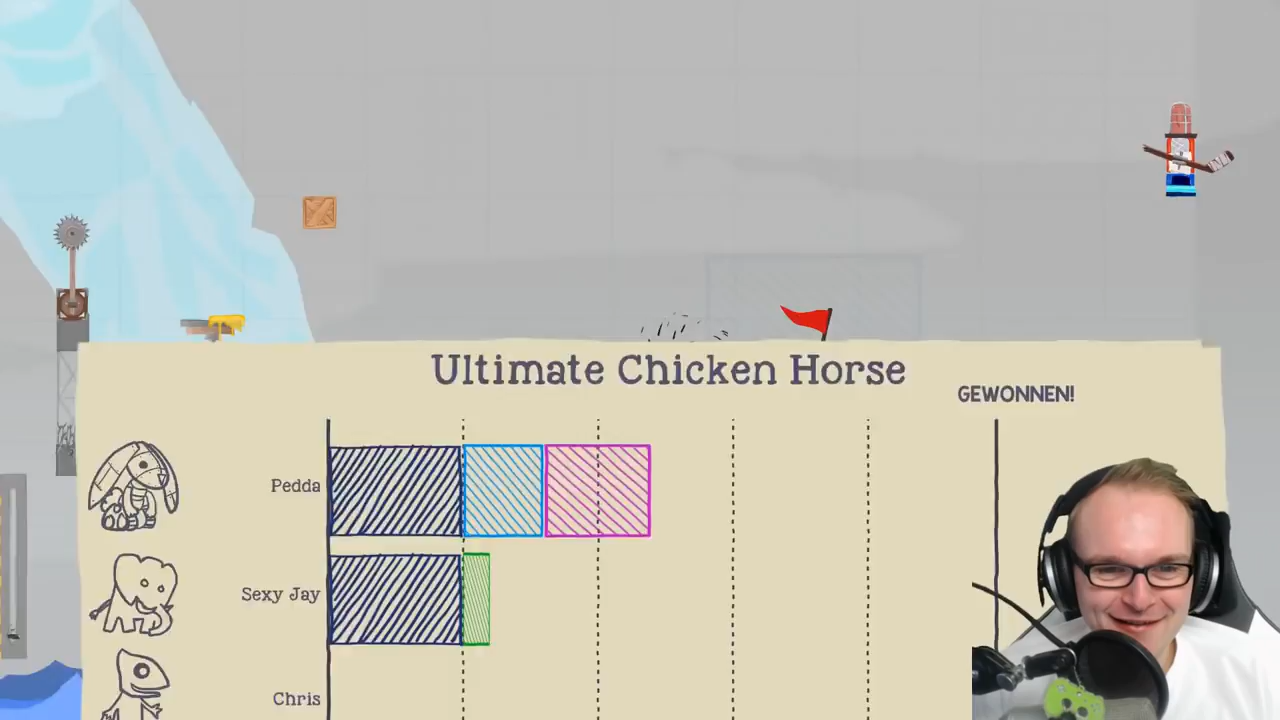 Ultimate Chicken Horse
GEWONNEN!
Pedda
Sexy Jay
Chris